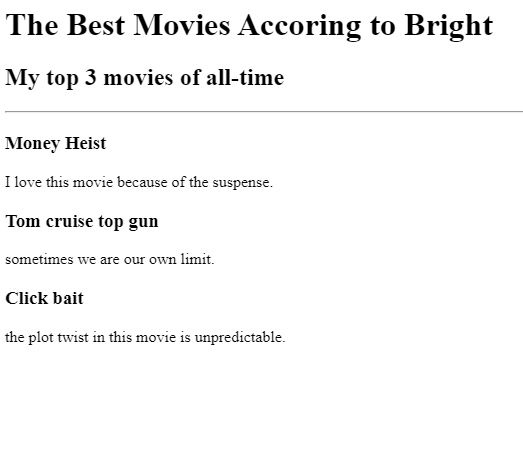 The Best Movies Accoring to Bright
My top 3 movies of all-time
Money Heist
I love this movie because of the suspense.
Tom cruise top gun
sometimes we are our own limit.
Click bait
the plot twist in this movie is unpredictable.